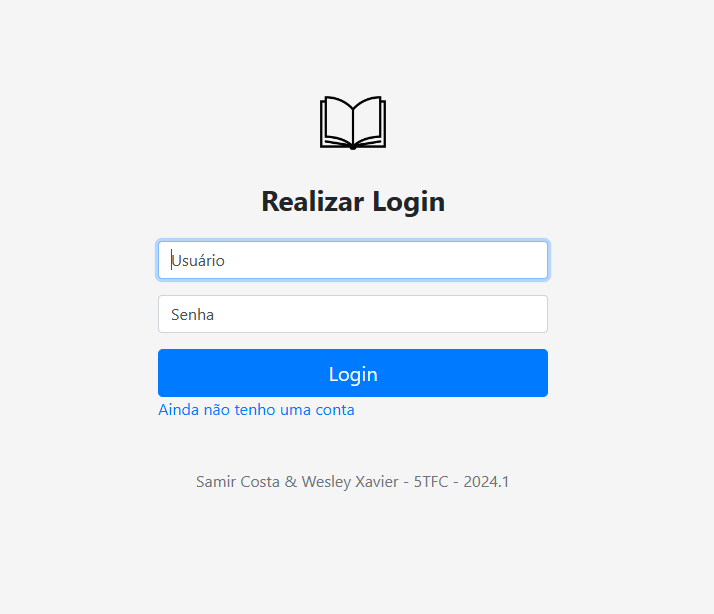 Realizar Login
Usuário
Senha
Login
Ainda não tenho uma conta
Samir Costa & Wesley Xavier - 5TFC - 2024.1